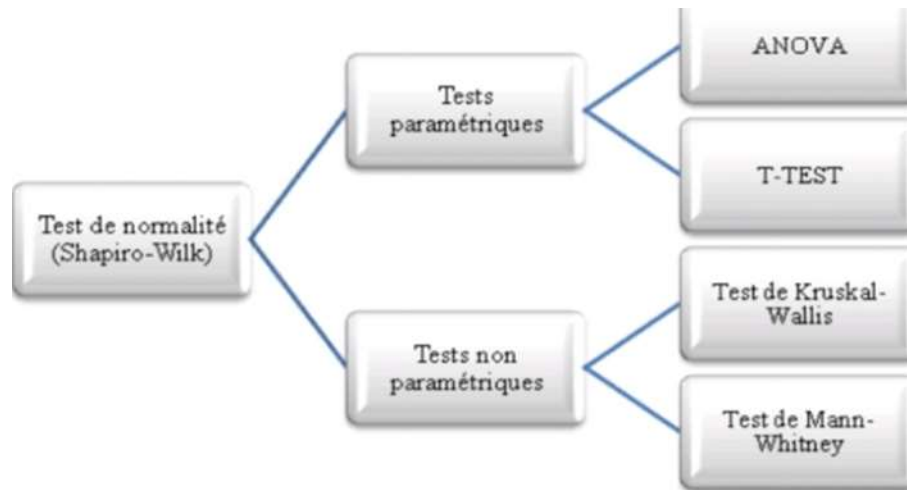 ANOVA
Tests
paramétriques
T-TEST
Test de normalité
(Shapiro-Wilk)
Test de Kruskal-
Wallis
Tests non
paramétriques
Test de Mann-
Whitney